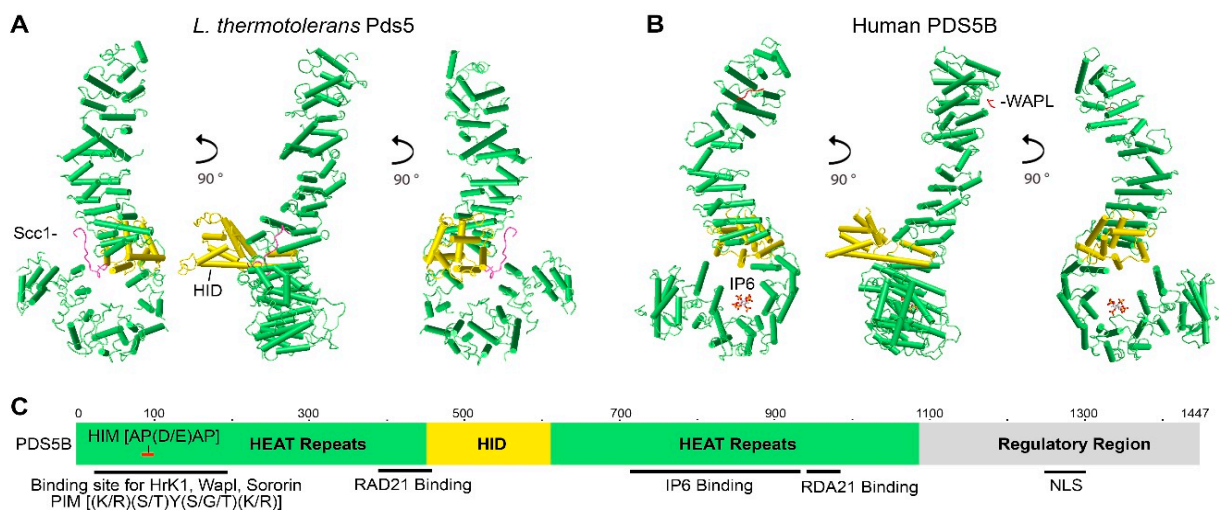 A
L. thermotolerans Pds5
90°
90°
Scc1-
HID
B
Human PDS5B
-WAPL
90°
90°
IP6
C
0 100 300 500 700 900 1100 1300 1447
PDS5B
HIM [AP(D/E)AP]
HEAT Repeats
HID
HEAT Repeats
Regulatory Region
Binding site for HrK1, Wapl, Sororin
PIM [(K/R)(S/T)Y(S/G/T)(K/R)]
RAD21 Binding
IP6 Binding
RDA21 Binding
NLS